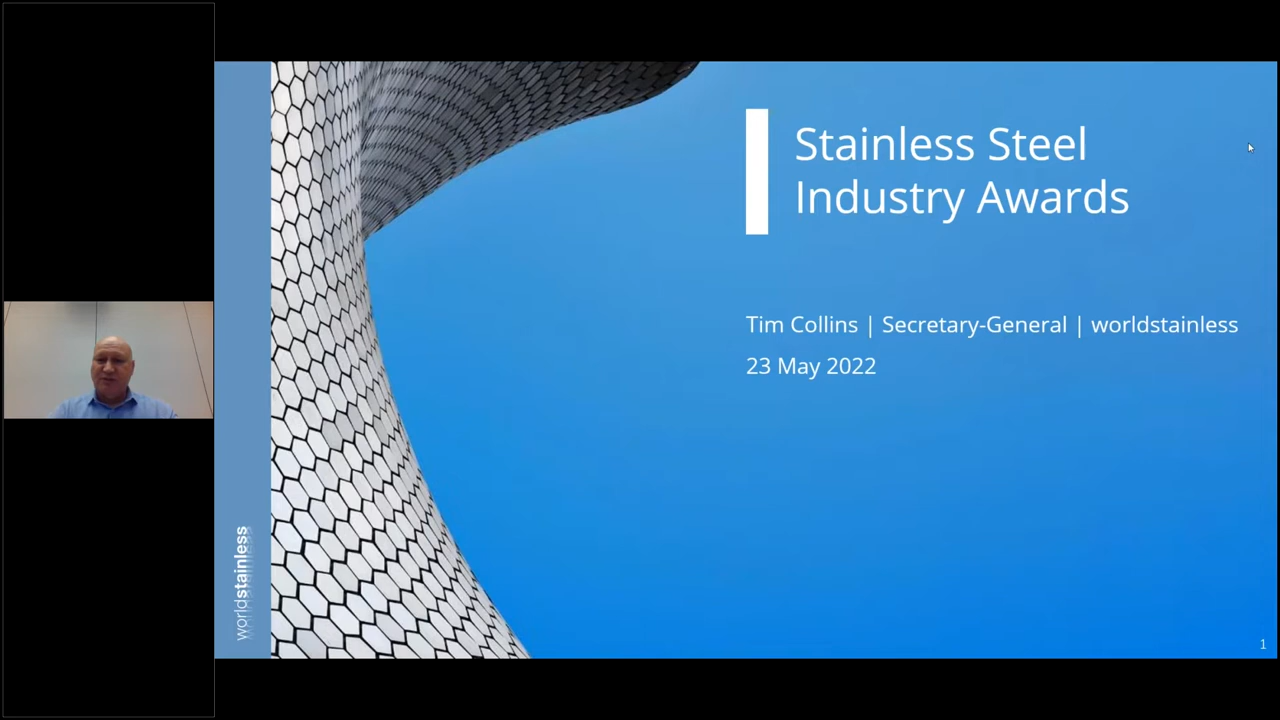 Stainless Steel
Industry Awards
Tim Collins | Secretary-General | worldstainless
23 May 2022
worldstainless
1